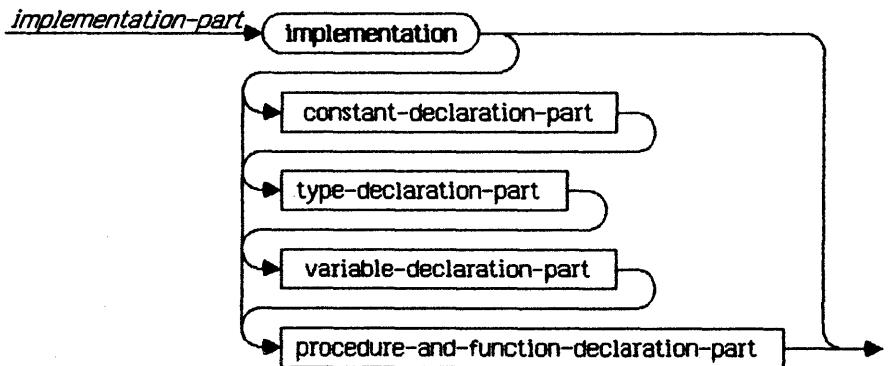 implementation-part
implementation
constant-declaration-part
type-declaration-part
variable-declaration-part
procedure-and-function-declaration-part